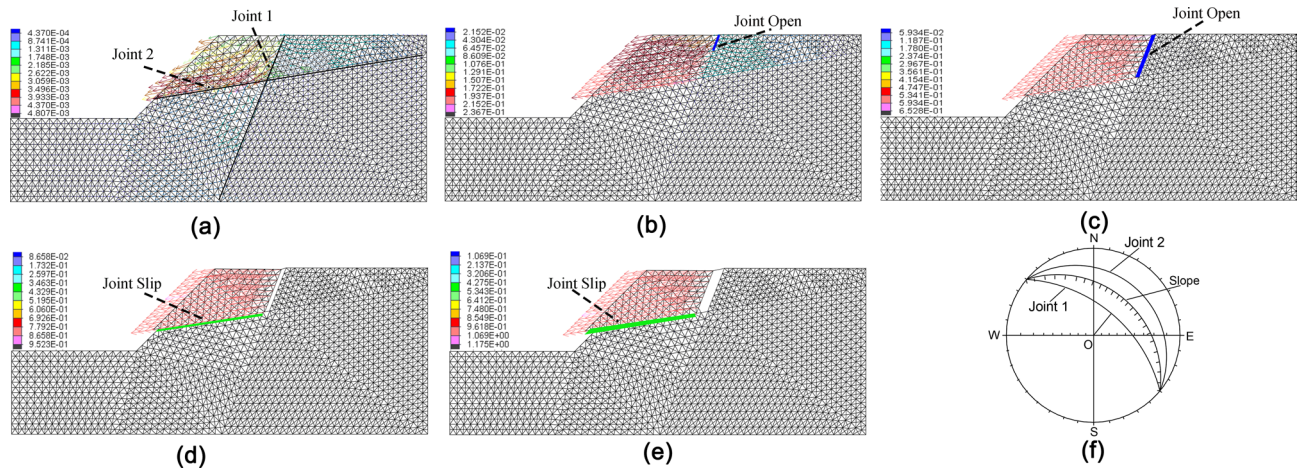 Joint 1
Joint 2
4.370E-04
8.741E-04
1.311E-03
1.748E-03
2.185E-03
2.622E-03
3.059E-03
3.496E-03
3.933E-03
4.370E-03
4.807E-03
(a)
Joint Open
2.152E-02
4.304E-02
6.457E-02
8.609E-02
1.076E-01
1.291E-01
1.507E-01
1.722E-01
1.937E-01
2.152E-01
2.367E-01
(b)
Joint Open
5.934E-02
1.187E-01
1.780E-01
2.374E-01
2.967E-01
3.561E-01
4.154E-01
4.747E-01
5.341E-01
5.934E-01
6.528E-01
(c)
Joint Slip
8.658E-02
1.732E-01
2.597E-01
3.463E-01
4.329E-01
5.195E-01
6.060E-01
6.926E-01
7.792E-01
8.658E-01
9.523E-01
(d)
Joint Slip
1.069E-01
2.137E-01
3.206E-01
4.275E-01
5.343E-01
6.412E-01
7.480E-01
8.549E-01
9.618E-01
1.069E+00
1.175E+00
(e)
N
Joint 2
Slope
Joint 1
W
O
E
S
(f)